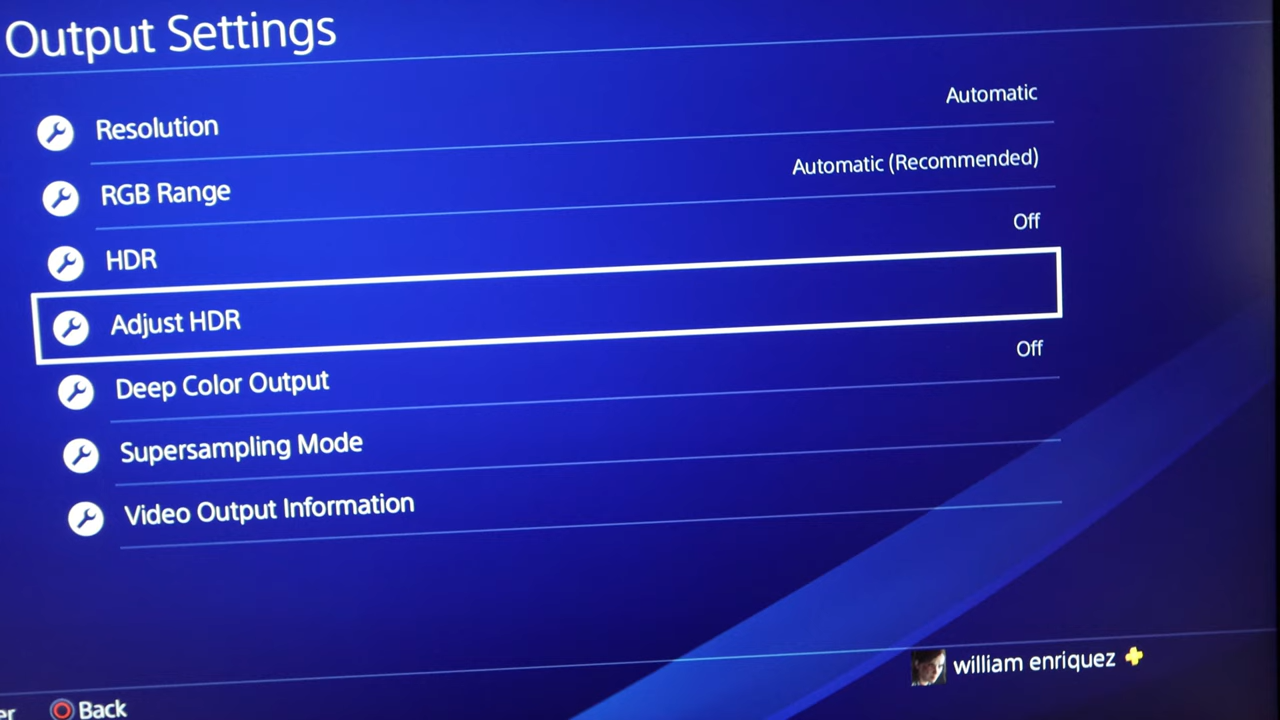 Output Settings
Resolution Automatic
RGB Range Automatic (Recommended)
HDR Off
Adjust HDR
Deep Color Output Off
Supersampling Mode
Video Output Information
william enriquez
er Back